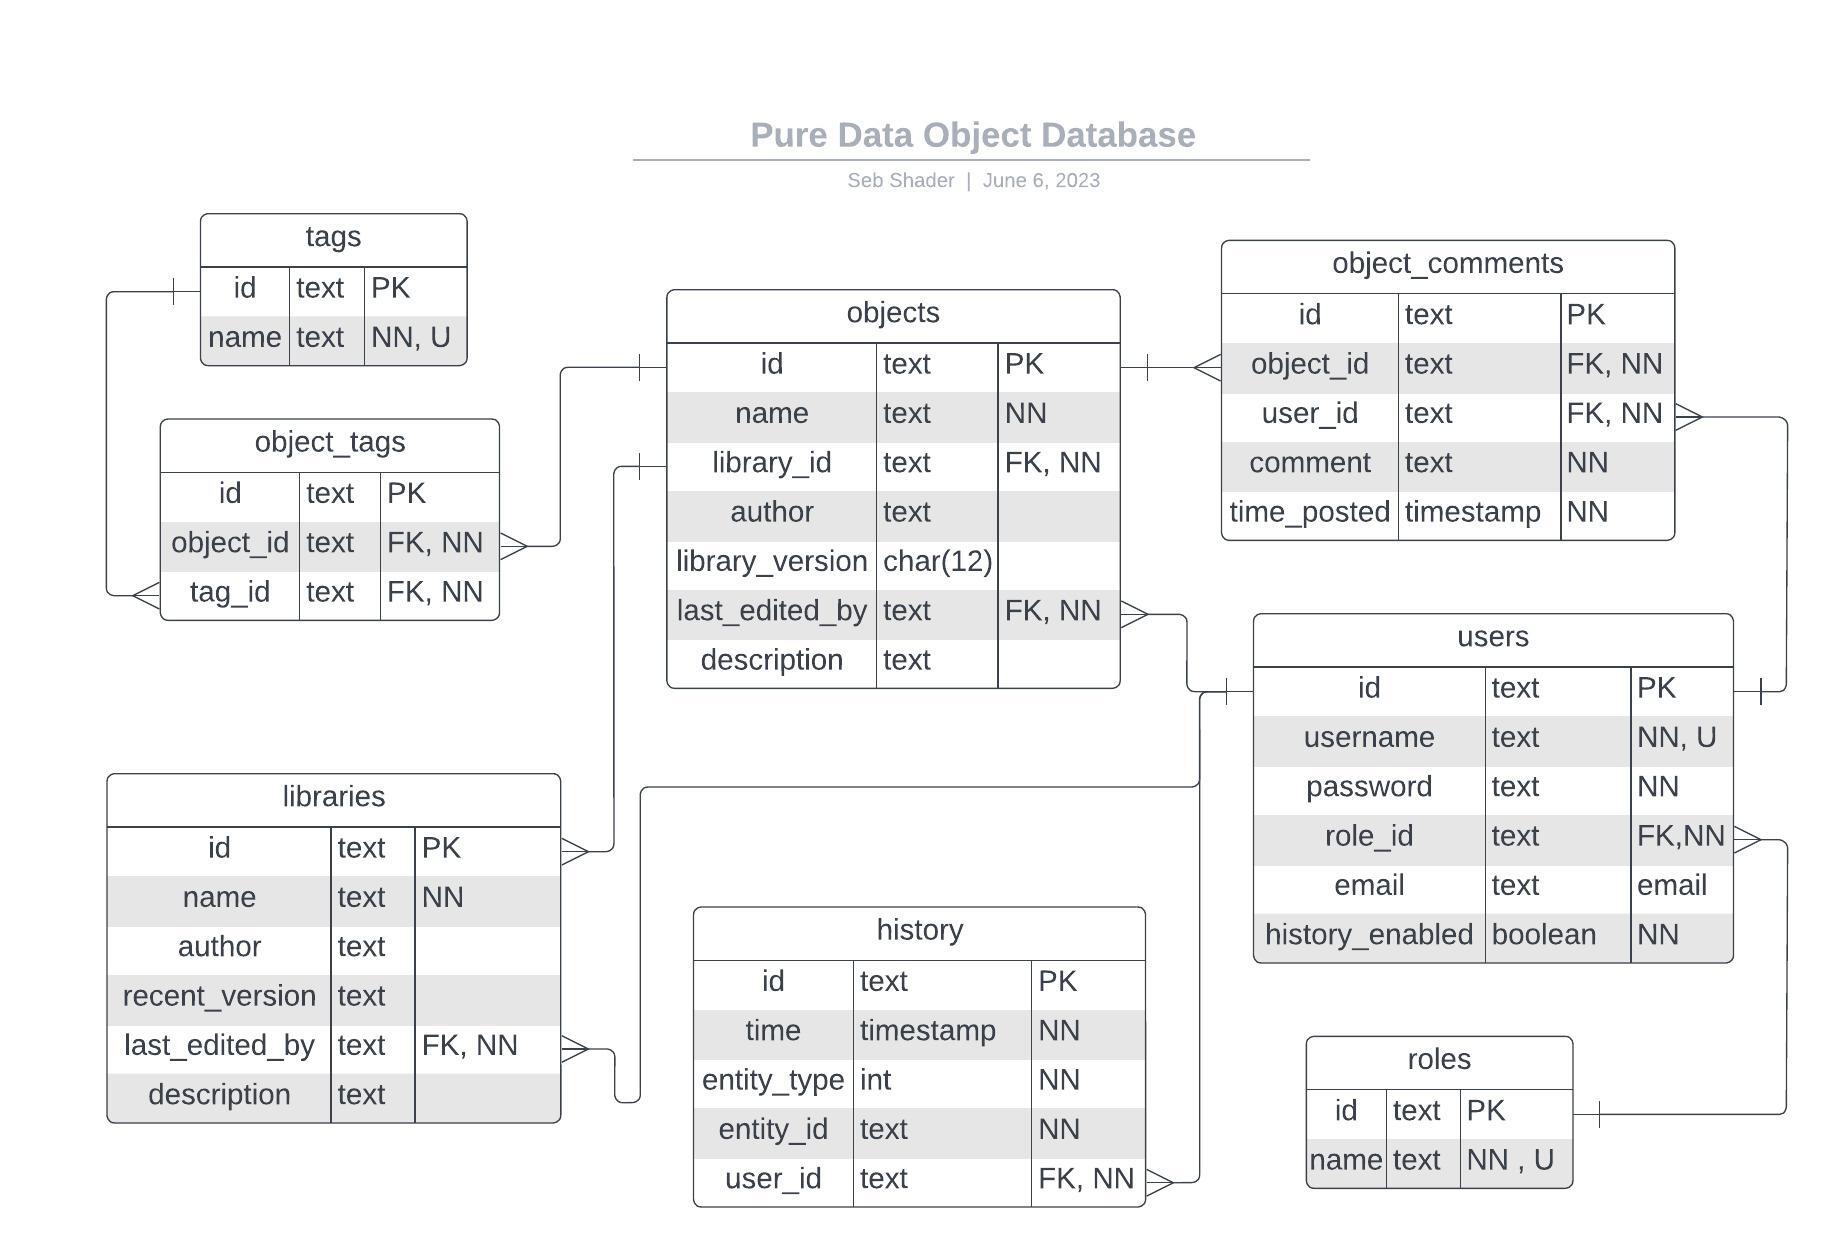 Pure Data Object Database
Seb Shader | June 6, 2023
tags
id text PK
name text NN, U
object_tags
id text PK
object_id text FK, NN
tag_id text FK, NN
objects
id text PK
name text NN
library_id text FK, NN
author text
library_version char(12)
last_edited_by text FK, NN
description text
object_comments
id text PK
object_id text FK, NN
user_id text FK, NN
comment text NN
time_posted timestamp NN
users
id text PK
username text NN, U
password text NN
role_id text FK,NN
email text email
history_enabled boolean NN
libraries
id text PK
name text NN
author text
recent_version text
last_edited_by text FK, NN
description text
history
id text PK
time timestamp NN
entity_type int NN
entity_id text NN
user_id text FK, NN
roles
id text PK
name text NN , U